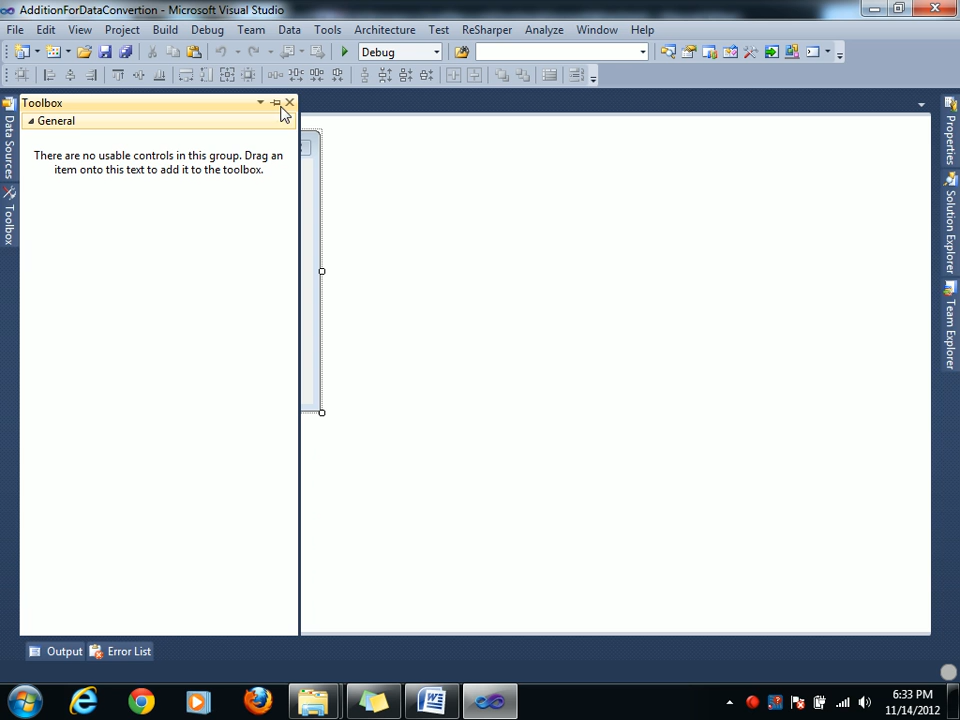 AdditionForDataConvertion - Microsoft Visual Studio
File Edit View Project Build Debug Team Data Tools Architecture Test ReSharper Analyze Window Help
Debug
Toolbox
General
There are no usable controls in this group. Drag an
item onto this text to add it to the toolbox.
Data Sources
Toolbox
Properties
Solution Explorer
Team Explorer
Output Error List
6:33 PM
11/14/2012